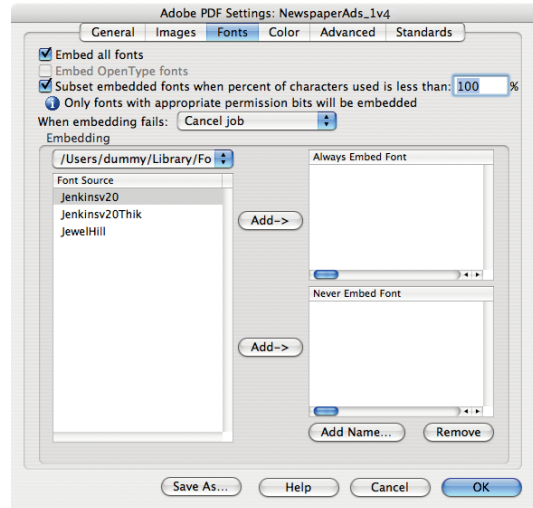 Adobe PDF Settings: NewspaperAds_1v4
General Images Fonts Color Advanced Standards
Embed all fonts
Embed OpenType fonts
Subset embedded fonts when percent of characters used is less than: 100 %
Only fonts with appropriate permission bits will be embedded
When embedding fails: Cancel job
Embedding
/Users/dummy/Library/Fo
Always Embed Font
Font Source
Jenkinsv20
Jenkinsv20Thik
JewelHill
Add->
Never Embed Font
Add->
Add Name... Remove
Save As... Help Cancel OK